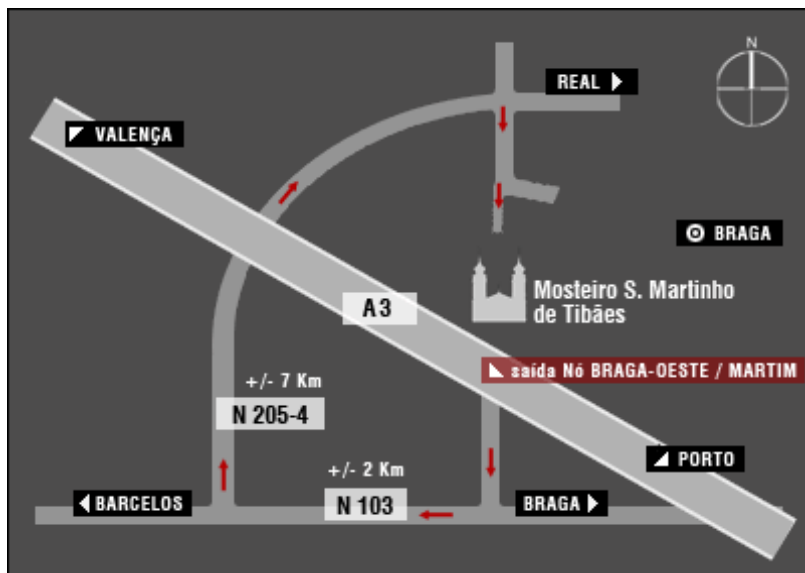 N
REAL
VALENÇA
BRAGA
Mosteiro S. Martinho
de Tibães
A3
saída Nó BRAGA-OESTE / MARTIM
+/- 7 Km
N 205-4
PORTO
+/- 2 Km
BARCELOS
N 103
BRAGA